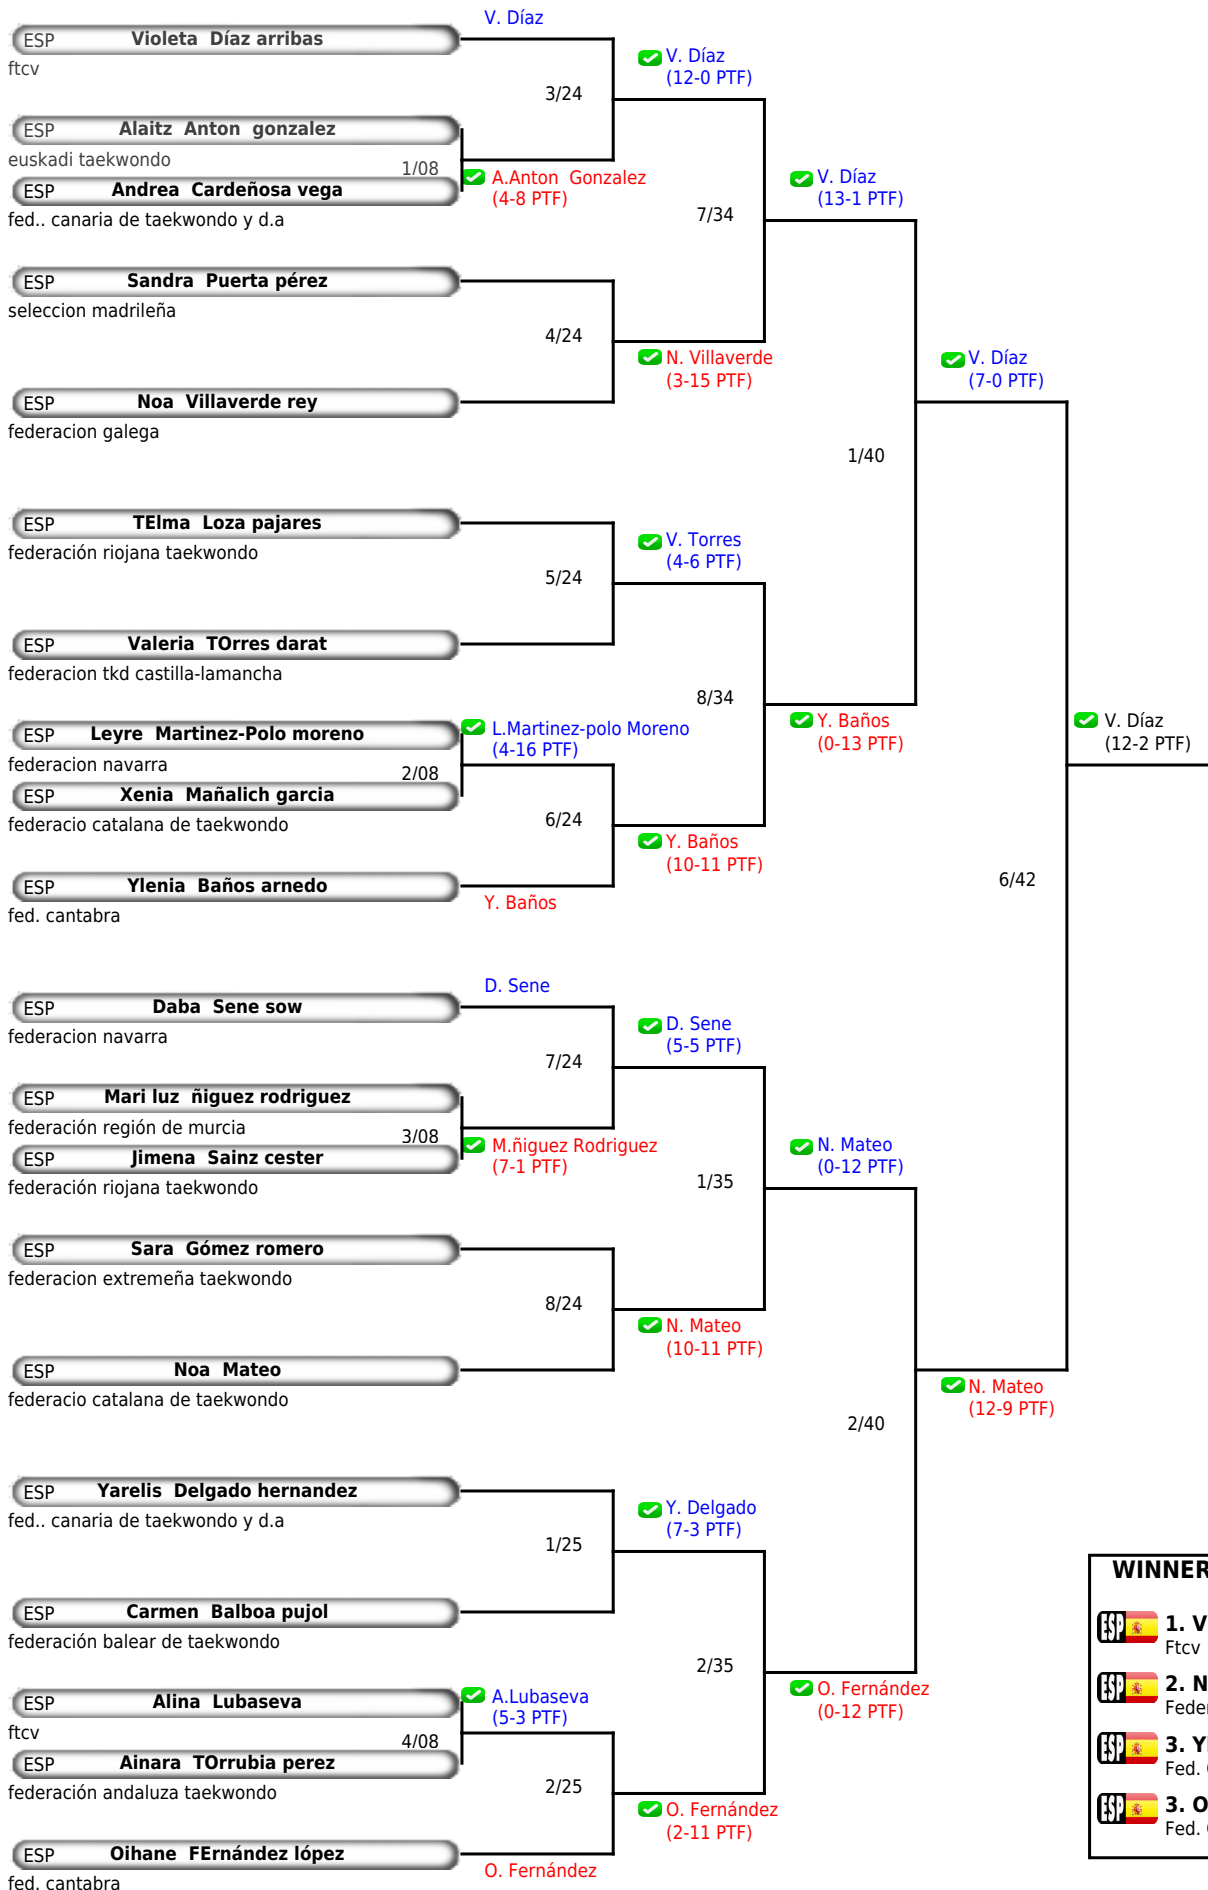 V. Díaz
ESP Violeta Díaz arribas
ftcv
V. Díaz
(12-0 PTF)
3/24
ESP Alaitz Anton gonzalez
euskadi taekwondo
1/08
A.Anton Gonzalez
(4-8 PTF)
ESP Andrea Cardeñosa vega
fed.. canaria de taekwondo y d.a
V. Díaz
(13-1 PTF)
7/34
ESP Sandra Puerta pérez
seleccion madrileña
4/24
N. Villaverde
(3-15 PTF)
V. Díaz
(7-0 PTF)
ESP Noa Villaverde rey
federacion galega
1/40
ESP TElma Loza pajares
federación riojana taekwondo
V. Torres
(4-6 PTF)
5/24
ESP Valeria TOrres darat
federacion tkd castilla-lamancha
8/34
ESP Leyre Martinez-Polo moreno
federacion navarra
L.Martinez-polo Moreno
(4-16 PTF)
Y. Baños
(0-13 PTF)
V. Díaz
(12-2 PTF)
2/08
ESP Xenia Mañalich garcia
federacio catalana de taekwondo
6/24
Y. Baños
(10-11 PTF)
ESP Ylenia Baños arnedo
fed. cantabra
Y. Baños
6/42
D. Sene
ESP Daba Sene sow
federacion navarra
D. Sene
(5-5 PTF)
7/24
ESP Mari luz ñiguez rodriguez
federación región de murcia
3/08
M.ñiguez Rodriguez
(7-1 PTF)
ESP Jimena Sainz cester
federación riojana taekwondo
N. Mateo
(0-12 PTF)
1/35
ESP Sara Gómez romero
federacion extremeña taekwondo
8/24
N. Mateo
(10-11 PTF)
ESP Noa Mateo
federacio catalana de taekwondo
N. Mateo
(12-9 PTF)
2/40
ESP Yarelis Delgado hernandez
fed.. canaria de taekwondo y d.a
Y. Delgado
(7-3 PTF)
1/25
ESP Carmen Balboa pujol
federación balear de taekwondo
2/35
ESP Alina Lubaseva
ftcv
A.Lubaseva
(5-3 PTF)
O. Fernández
(0-12 PTF)
4/08
ESP Ainara TOrrubia perez
federación andaluza taekwondo
2/25
O. Fernández
(2-11 PTF)
ESP Oihane FErnández lópez
fed. cantabra
O. Fernández
WINNER
ESP 1. V
Ftcv
ESP 2. N
Feder
ESP 3. Yl
Fed.
ESP 3. O
Fed.